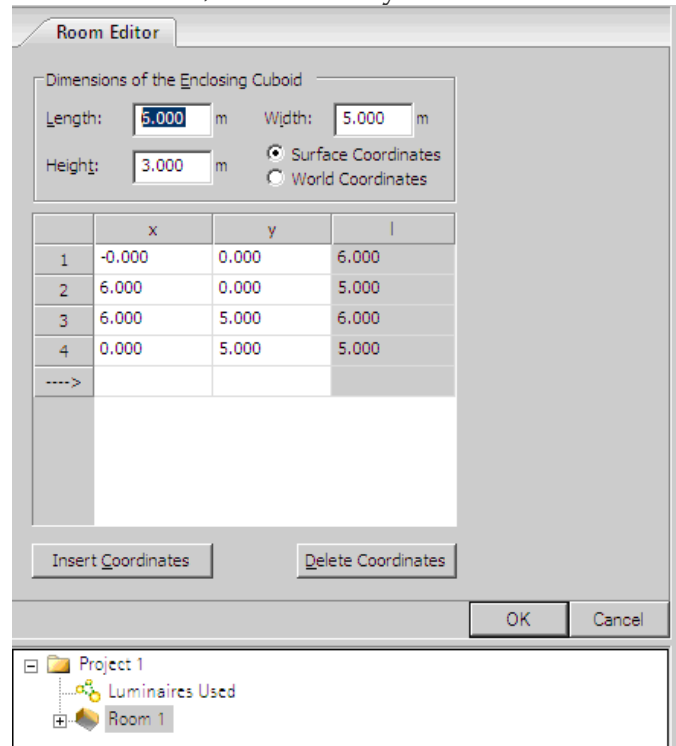 Room Editor
Dimensions of the Enclosing Cuboid
Length: 6.000 m Width: 5.000 m
Height: 3.000 m
Surface Coordinates
World Coordinates
x y l
1 -0.000 0.000 6.000
2 6.000 0.000 5.000
3 6.000 5.000 6.000
4 0.000 5.000 5.000
---->
Insert Coordinates Delete Coordinates
OK Cancel
Project 1
Luminaires Used
Room 1